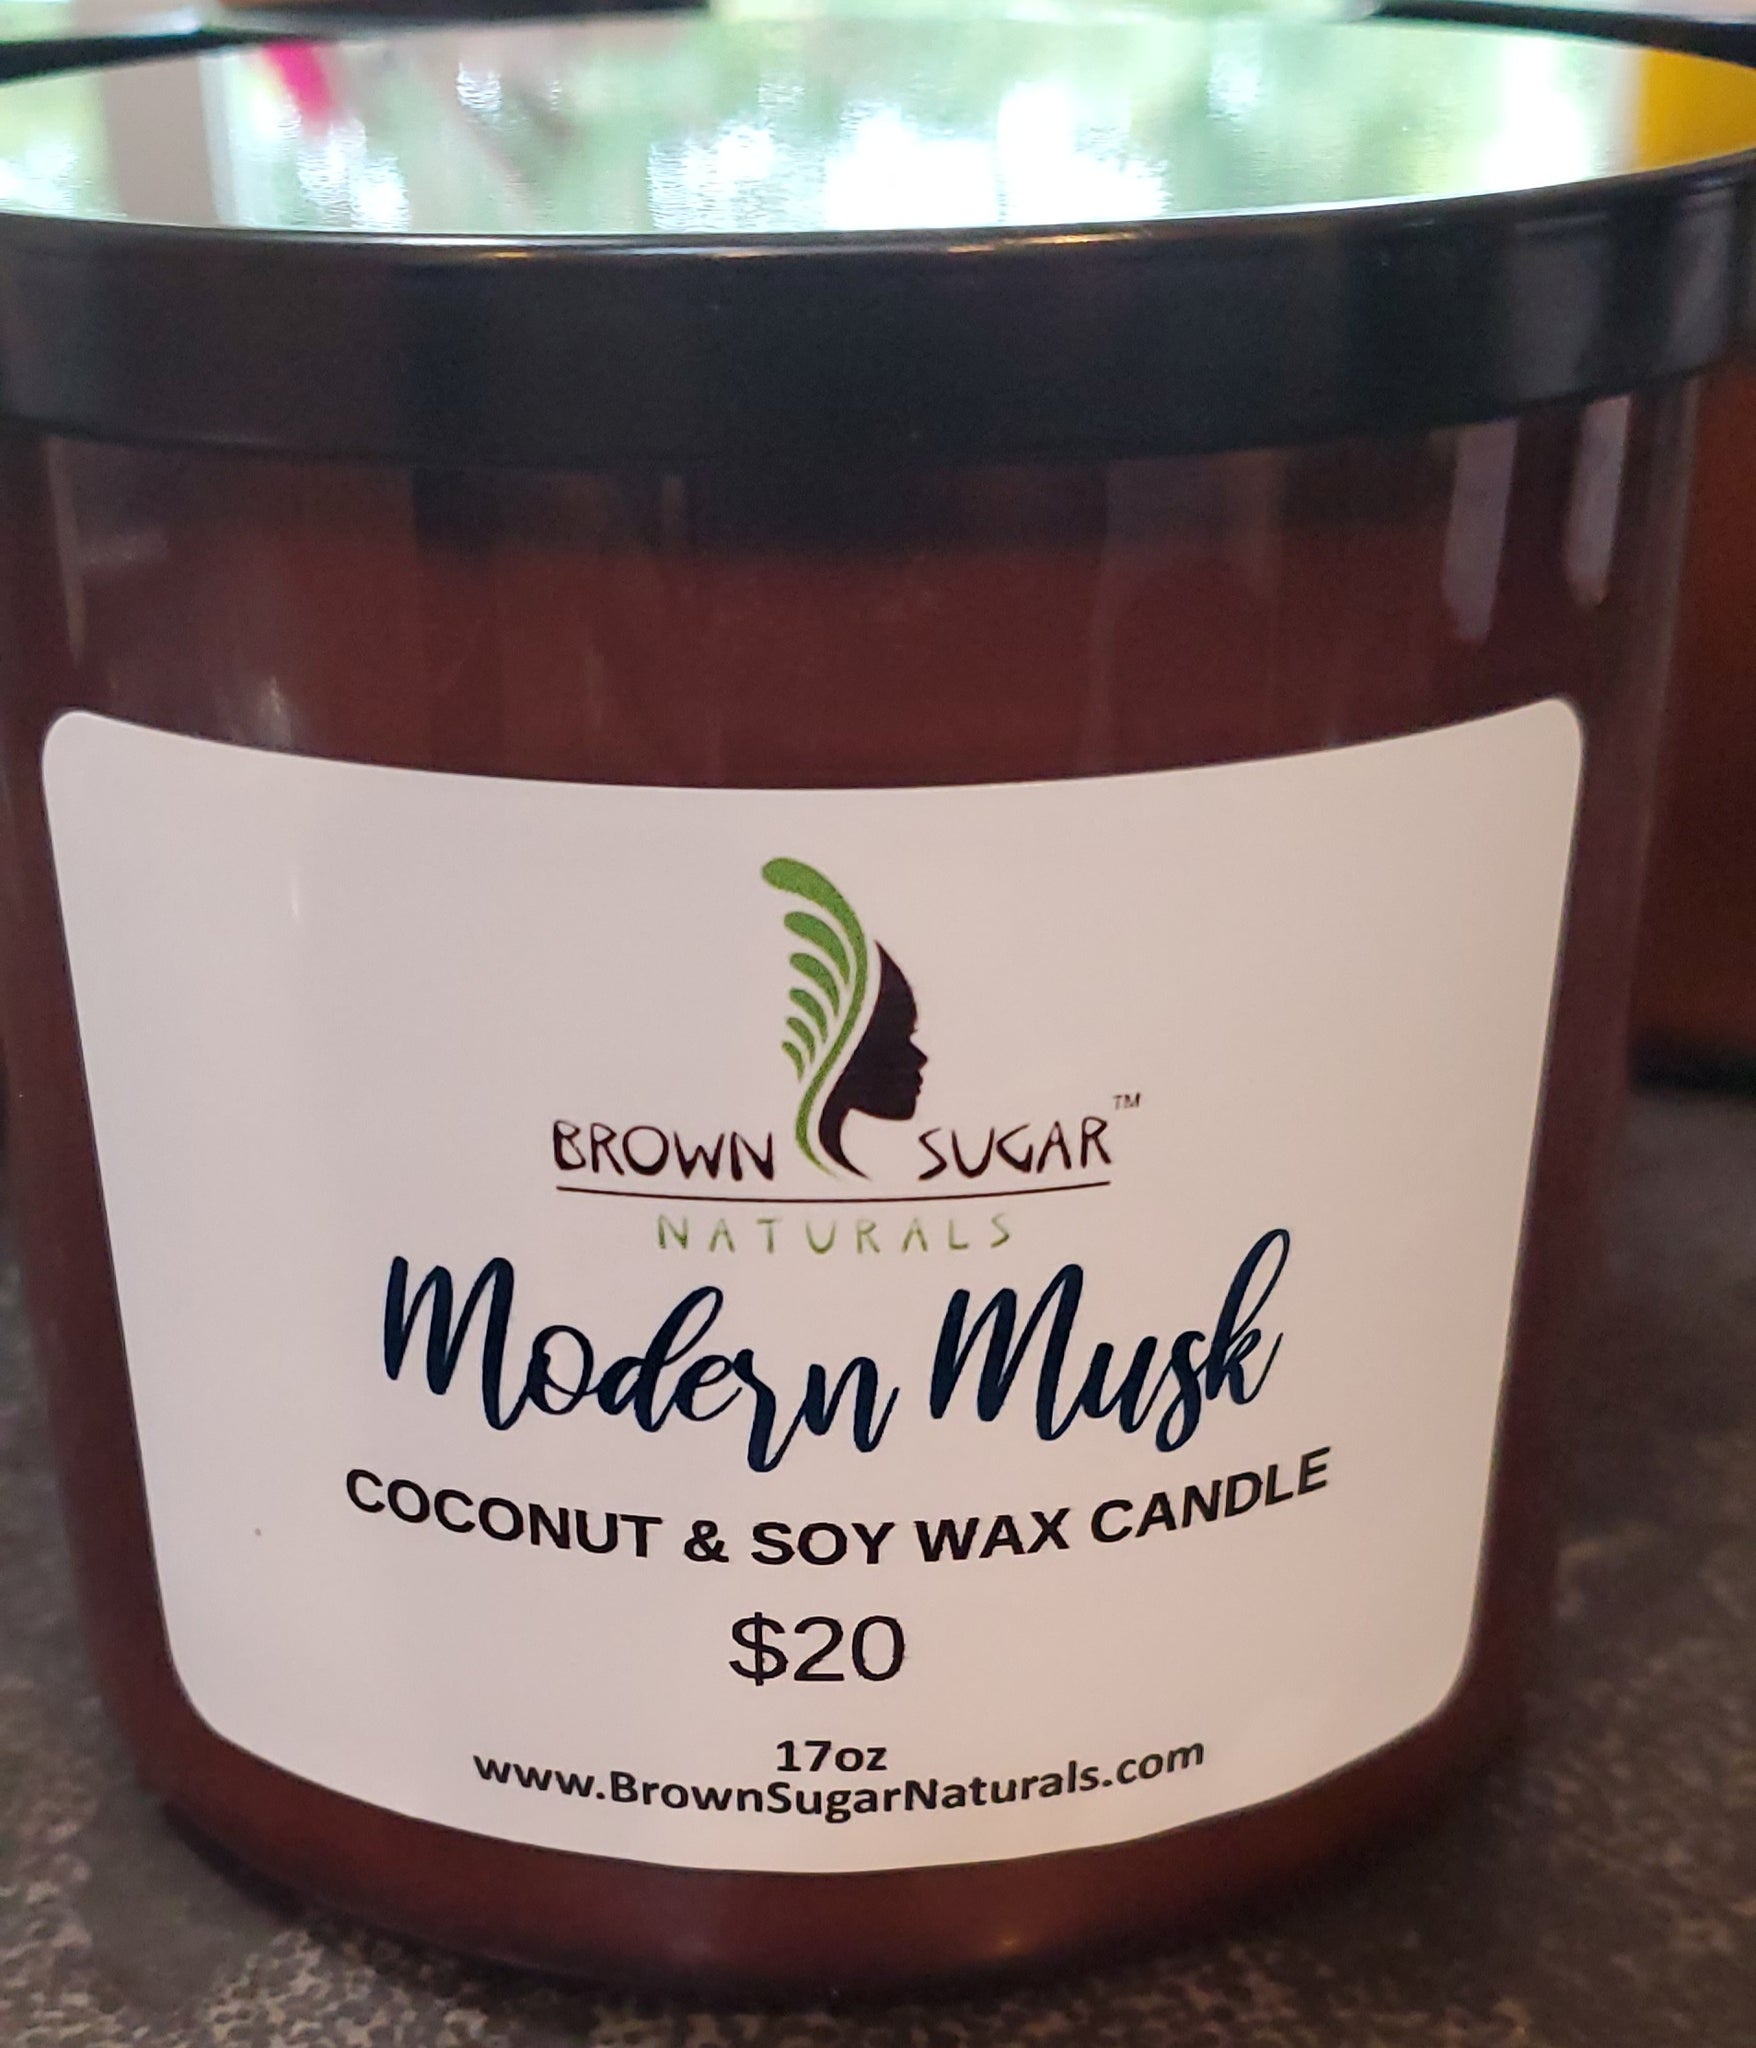 BROWN SUGAR™
NATURALS
Modern Musk
COCONUT & SOY WAX CANDLE
$20
17oz
www.BrownSugarNaturals.com